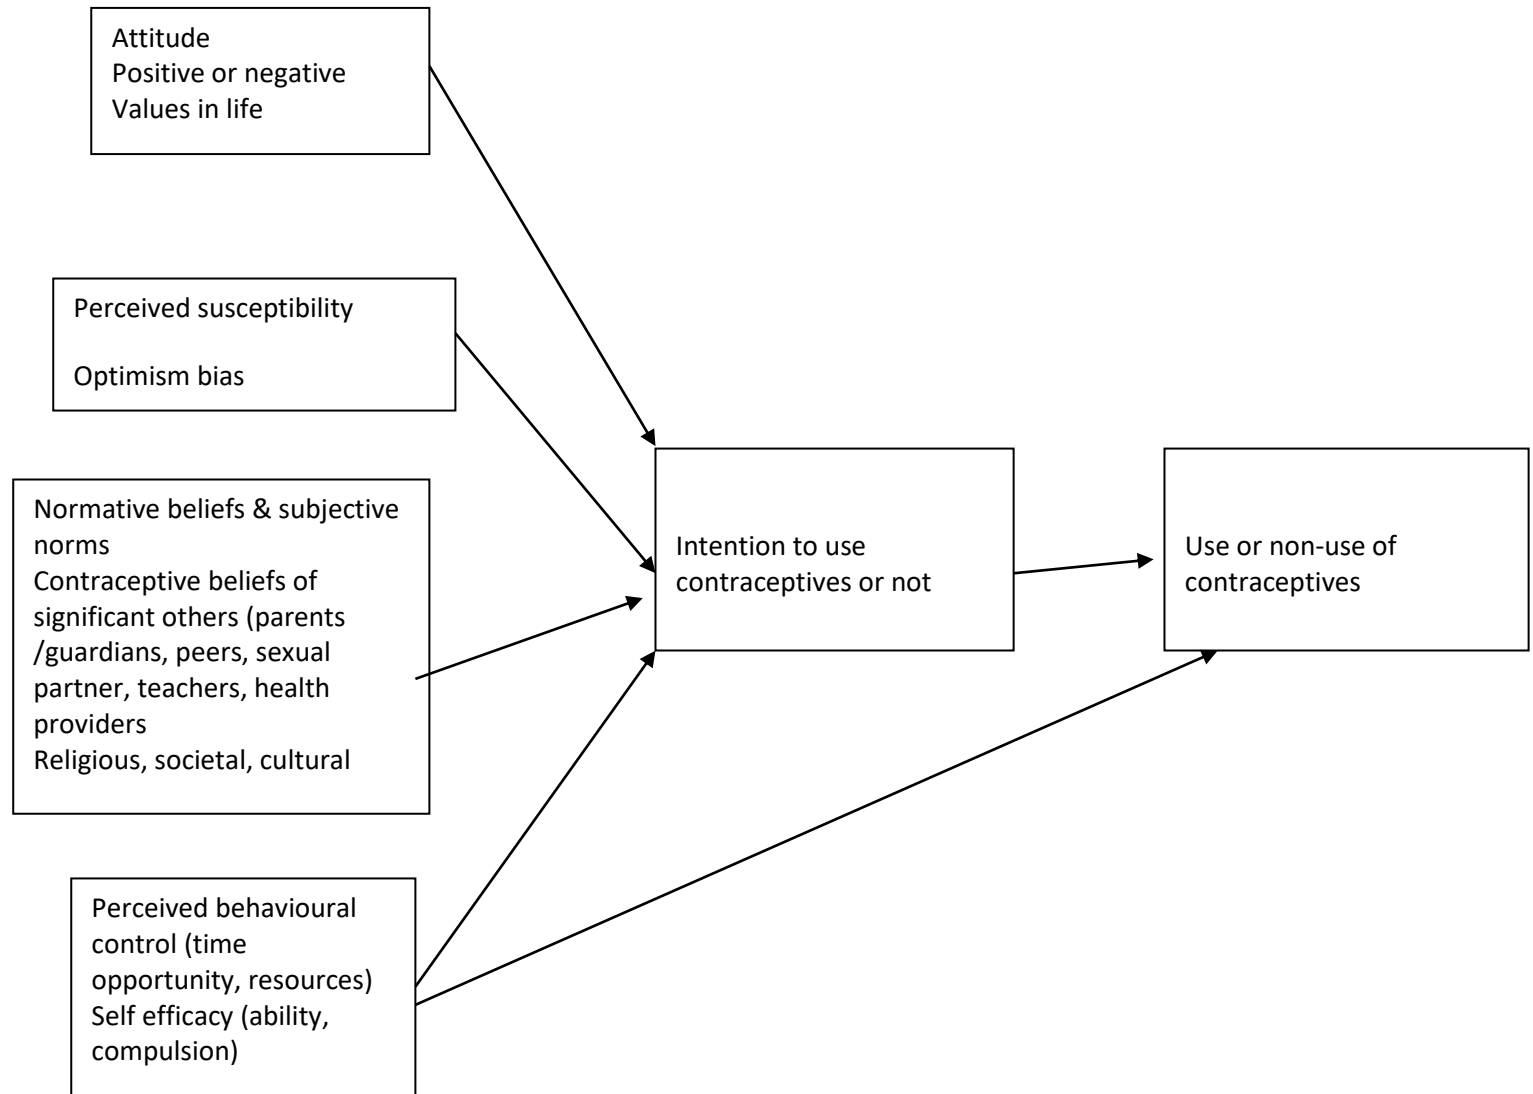 Attitude
Positive or negative
Values in life
Perceived susceptibility
Optimism bias
Normative beliefs & subjective
norms
Contraceptive beliefs of
significant others (parents
/guardians, peers, sexual
partner, teachers, health
providers
Religious, societal, cultural
Perceived behavioural
control (time
opportunity, resources)
Self efficacy (ability,
compulsion)
Intention to use
contraceptives or not
Use or non-use of
contraceptives